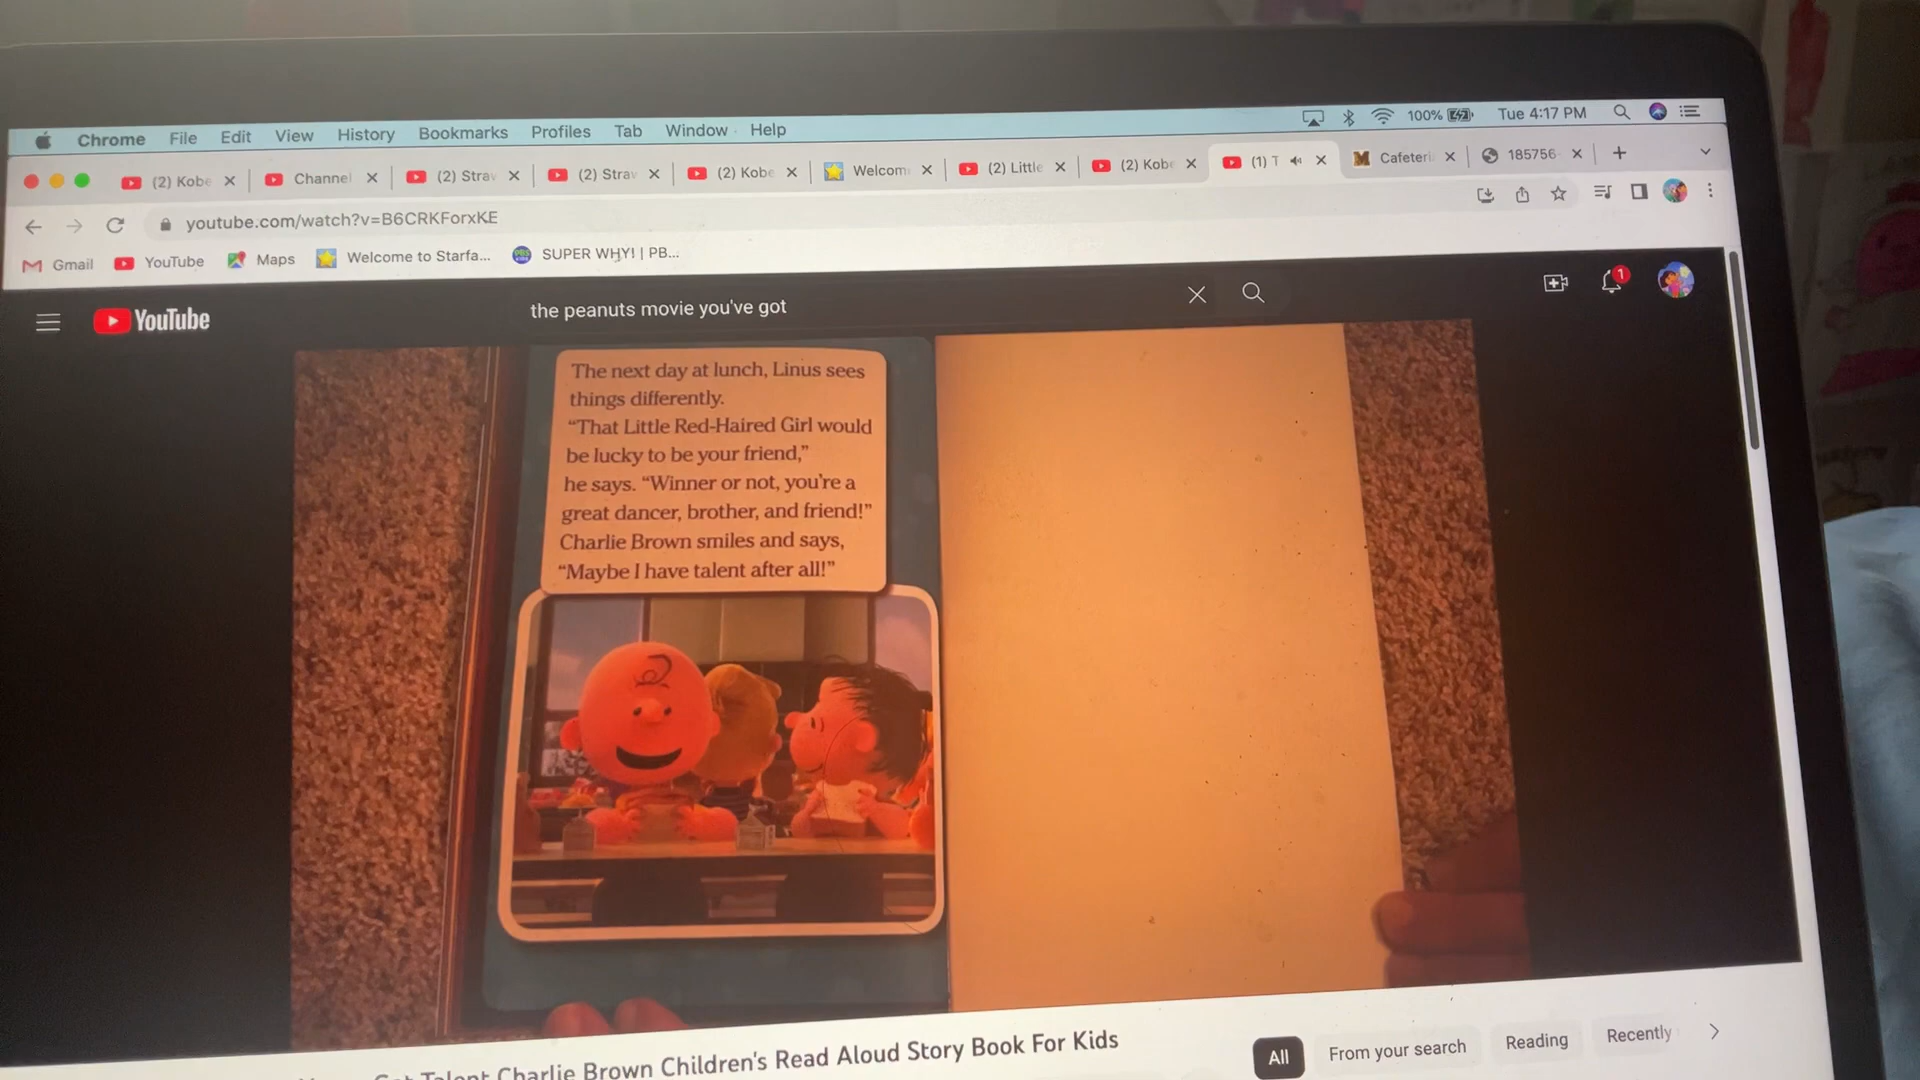 Chrome File Edit View History Bookmarks Profiles Tab Window Help 100% Tue 4:17 PM
(2) Kobe Channel (2) Strav (2) Strav (2) Kobe Welcom (2) Little (2) Kobe (1) T Cafeteri 185756
youtube.com/watch?v=B6CRKForxKE
Gmail YouTube Maps Welcome to Starfa... SUPER WHY! | PB...
YouTube the peanuts movie you've got 1
The next day at lunch, Linus sees
things differently.
“That Little Red-Haired Girl would
be lucky to be your friend,”
he says. “Winner or not, you're a
great dancer, brother, and friend!”
Charlie Brown smiles and says,
“Maybe I have talent after all!”
Got Talent Charlie Brown Children's Read Aloud Story Book For Kids
All From your search Reading Recently